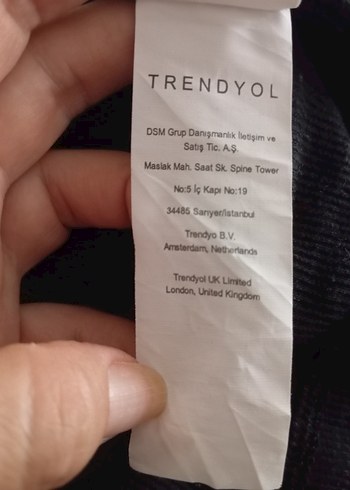 TRENDYOL
DSM Grup Danışmanlık İletişim ve
Satış Tic. A.Ş.
Maslak Mah. Saat Sk. Spine Tower
No:5 İç Kapı No:19
34485 Sarıyer/İstanbul
Trendyo B.V.
Amsterdam, Netherlands
Trendyol UK Limited
London, United Kingdom